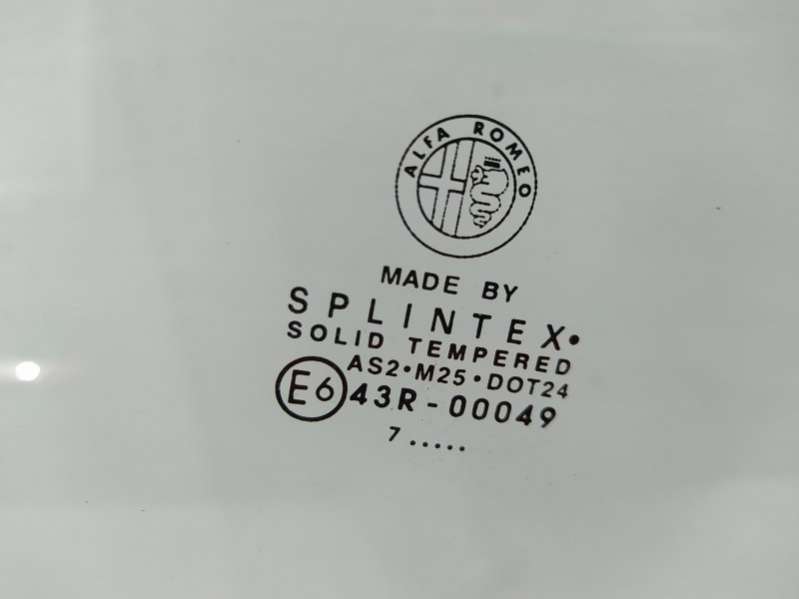 ALFA ROMEO
MADE BY
SPLINTEX•
SOLID TEMPERED
AS2•M25•DOT24
E6 43R-00049
7.....